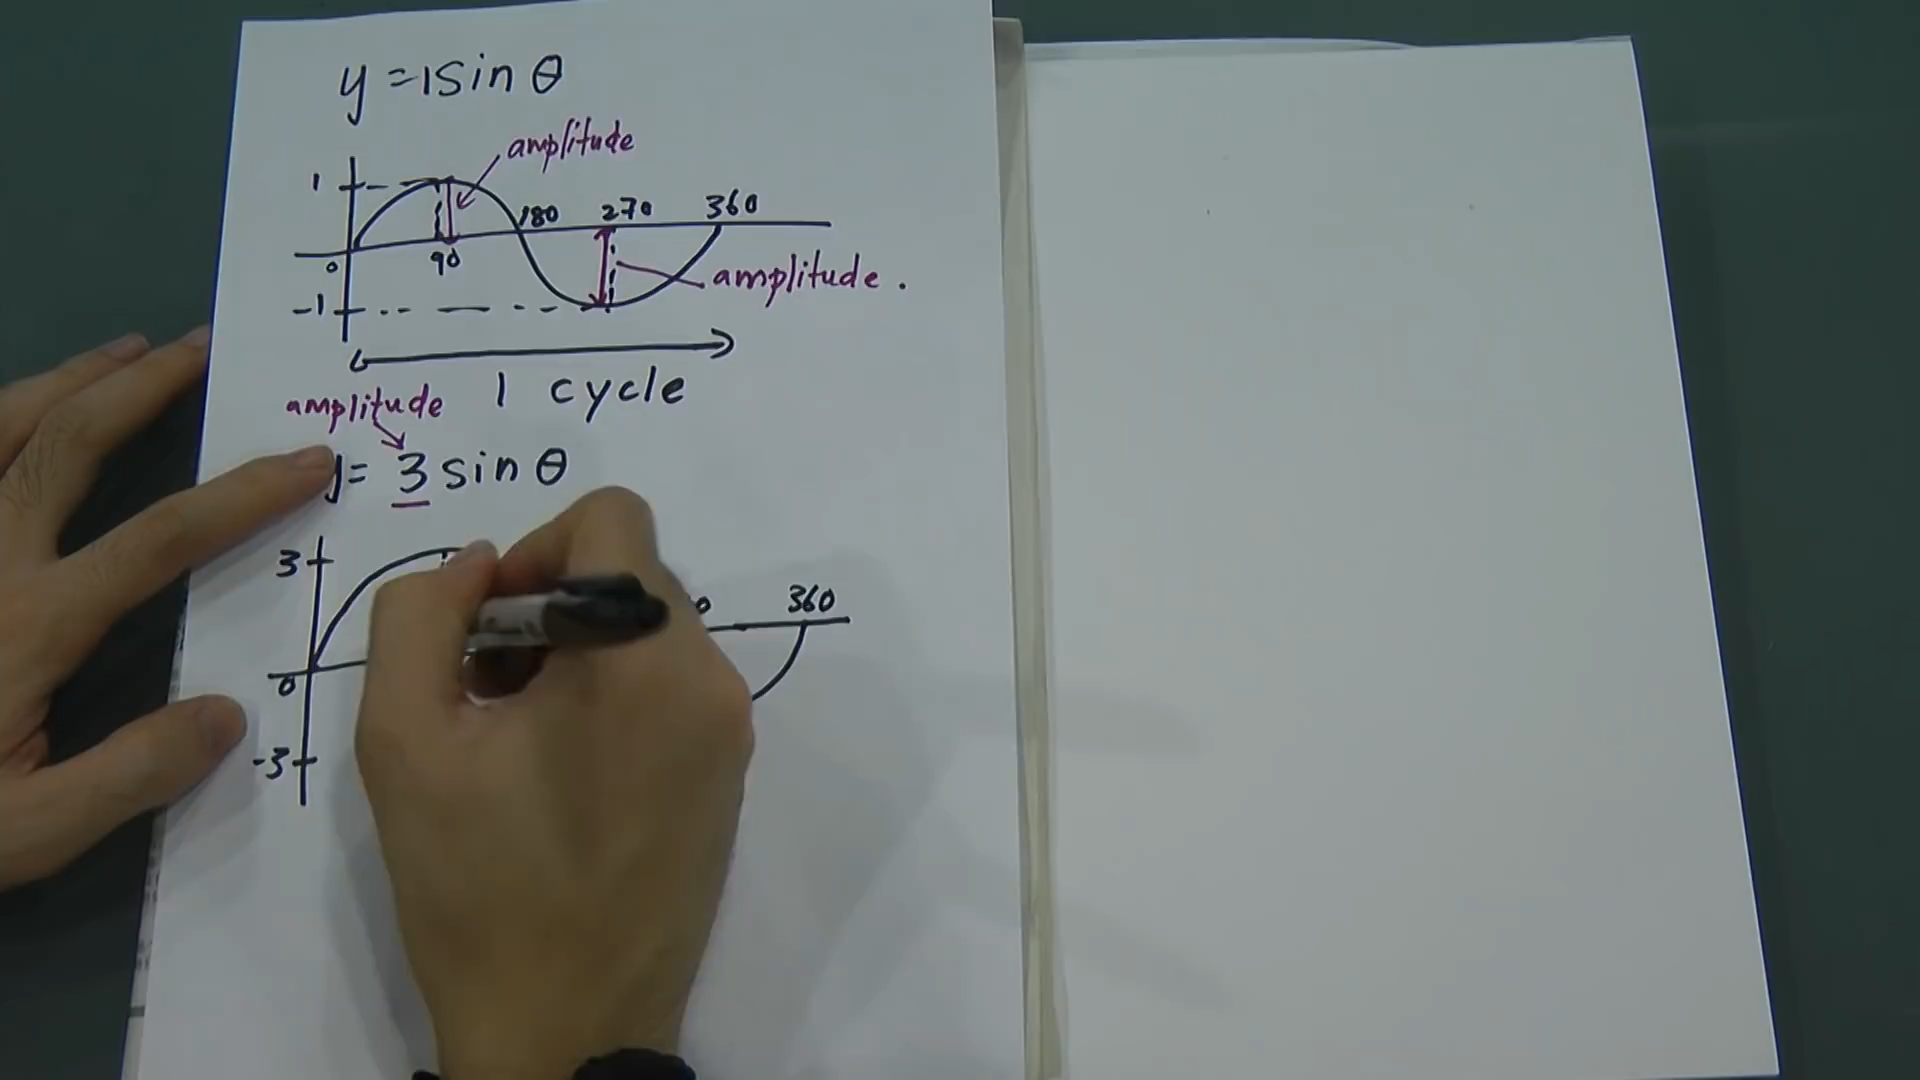 y = 1sin θ
amplitude
1
180 270 360
0 90
amplitude.
-1
1 cycle
amplitude
y= 3 sin θ
3
360
0
-3